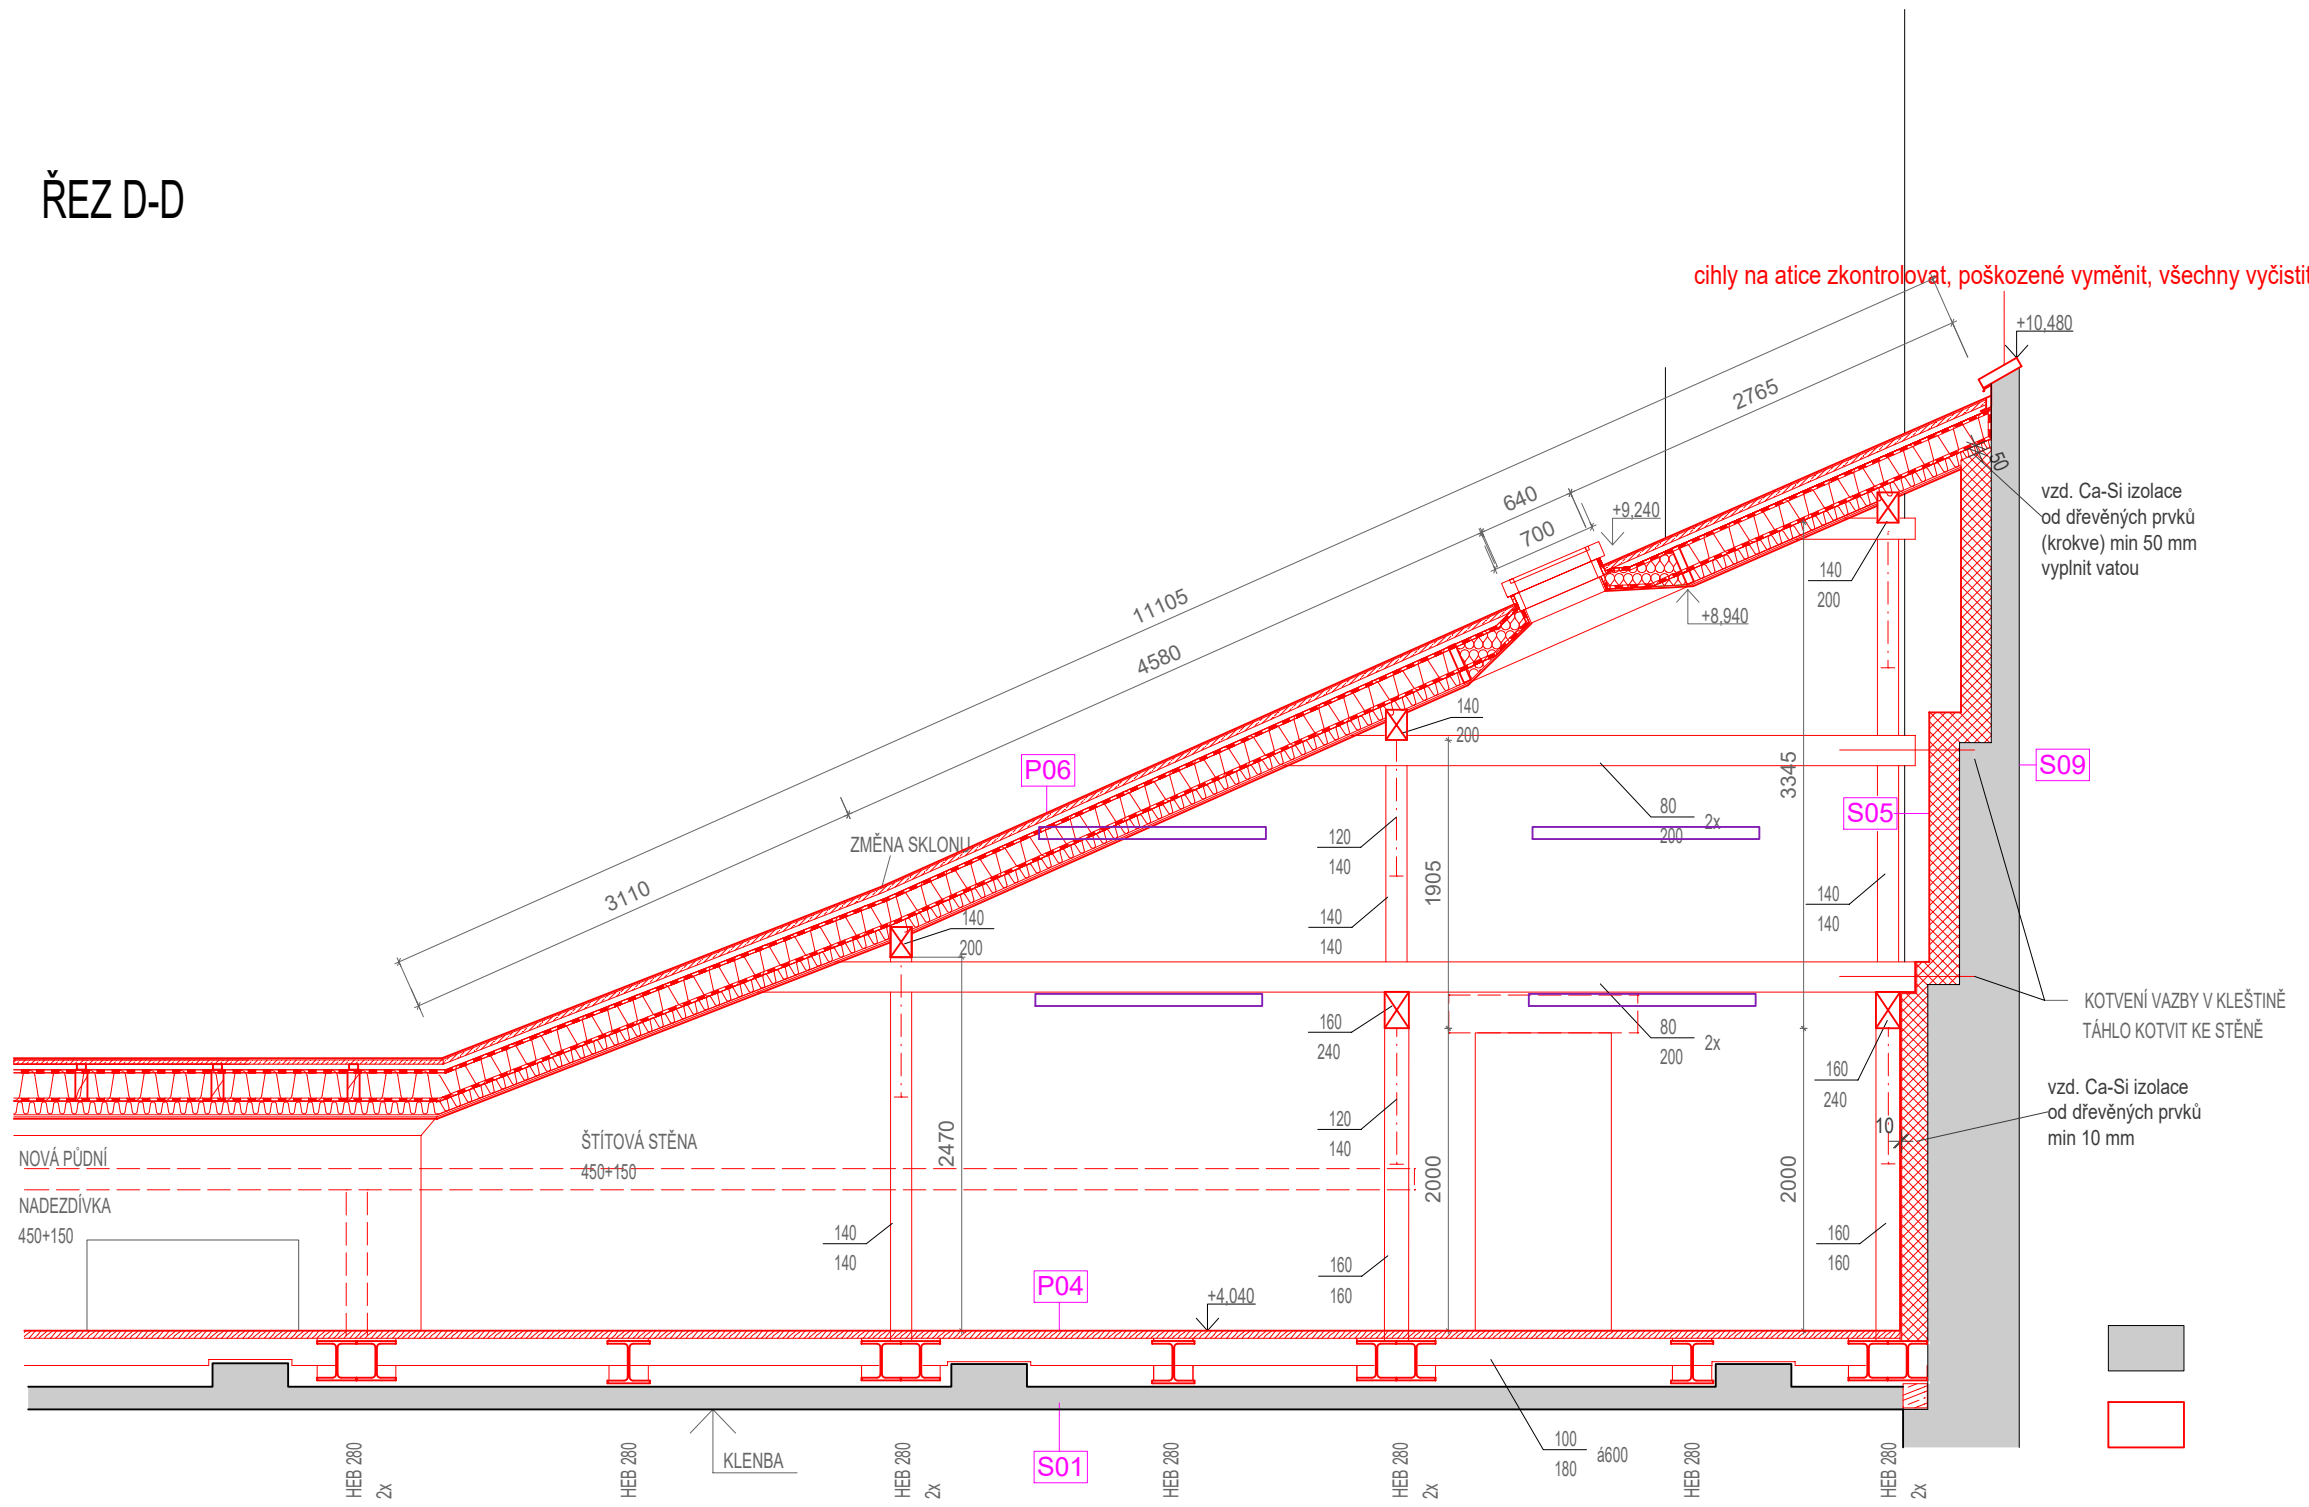 ŘEZ D-D
cihly na atice zkontrolovat, poškozené vyměnit, všechny vyčistit
+10,480
2765
50
640
700
+9,240
vzd. Ca-Si izolace
od dřevěných prvků
(krokve) min 50 mm
vyplnit vatou
11105
140
200
+8,940
4580
140
200
P06
3345
S09
80
2x
200
S05
ZMĚNA SKLONU
120
140
1905
3110
140
200
140
140
140
140
KOTVENÍ VAZBY V KLEŠTINĚ
TÁHLO KOTVIT KE STĚNĚ
160
240
80
2x
200
160
240
vzd. Ca-Si izolace
od dřevěných prvků
min 10 mm
10
120
140
ŠTÍTOVÁ STĚNA
450+150
2470
2000
2000
NOVÁ PŮDNÍ
NADEZDÍVKA
450+150
140
140
160
160
160
160
P04
+4,040
KLENBA
S01
100
180
á600
HEB 280
2x
HEB 280
HEB 280
2x
HEB 280
HEB 280
2x
HEB 280
HEB 280
2x